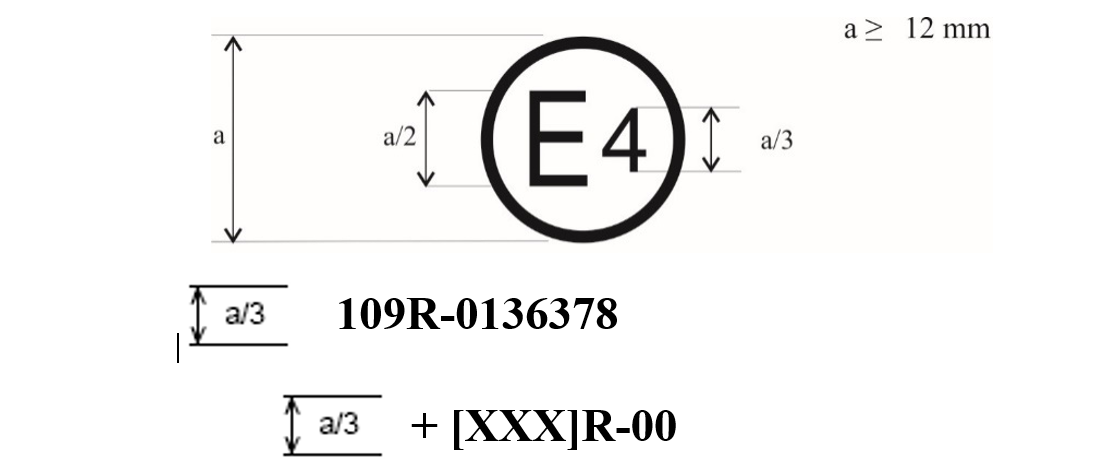 a ≥ 12 mm
a a/2 E4 a/3
a/3 109R-0136378
a/3 + [XXX]R-00